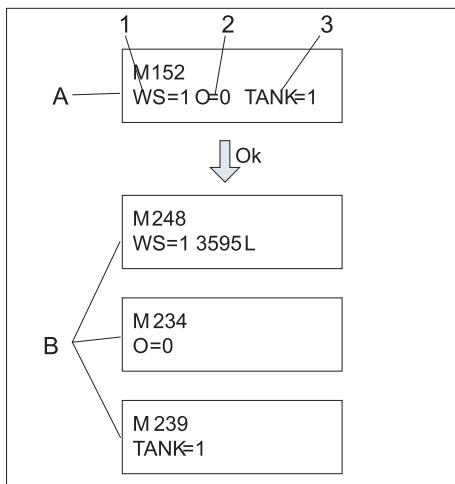 1 2 3
M152
A WS=1 O=0 TANK=1
Ok
M248
WS=1 3595L
M234
O=0
B
M239
TANK=1